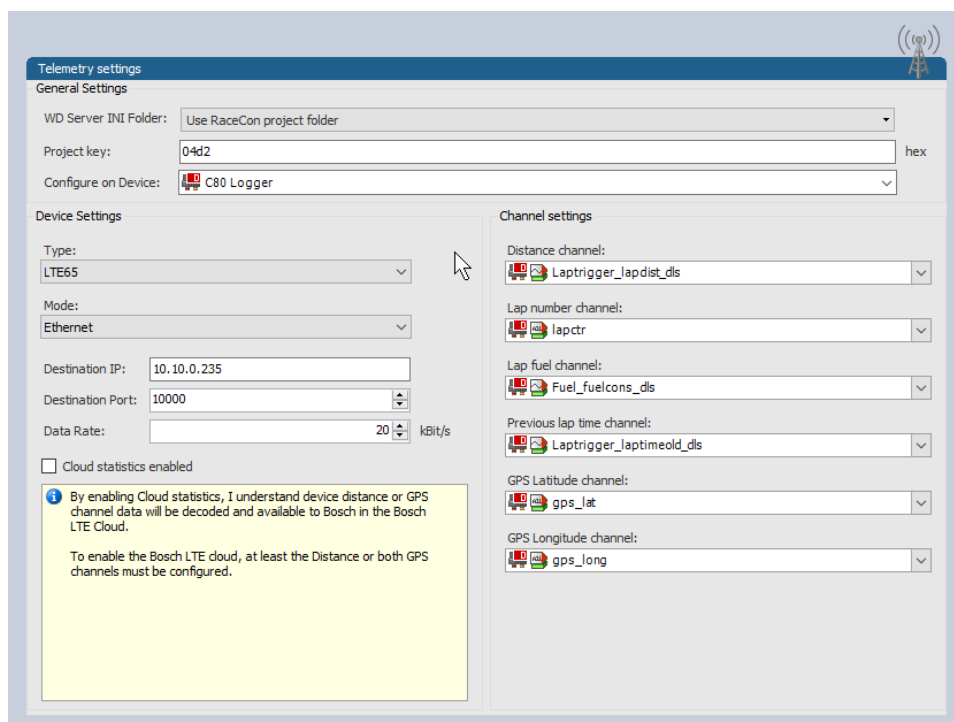 Telemetry settings
General Settings
WD Server INI Folder: Use RaceCon project folder
Project key: 04d2 hex
Configure on Device: C80 Logger
Device Settings
Type:
LTE65
Mode:
Ethernet
Destination IP: 10.10.0.235
Destination Port: 10000
Data Rate: 20 kBit/s
Cloud statistics enabled
By enabling Cloud statistics, I understand device distance or GPS
channel data will be decoded and available to Bosch in the Bosch
LTE Cloud.
To enable the Bosch LTE cloud, at least the Distance or both GPS
channels must be configured.
Channel settings
Distance channel:
Laptrigger_lapdist_dls
Lap number channel:
lapctr
Lap fuel channel:
Fuel_fuelcons_dls
Previous lap time channel:
Laptrigger_laptimeold_dls
GPS Latitude channel:
gps_lat
GPS Longitude channel:
gps_long